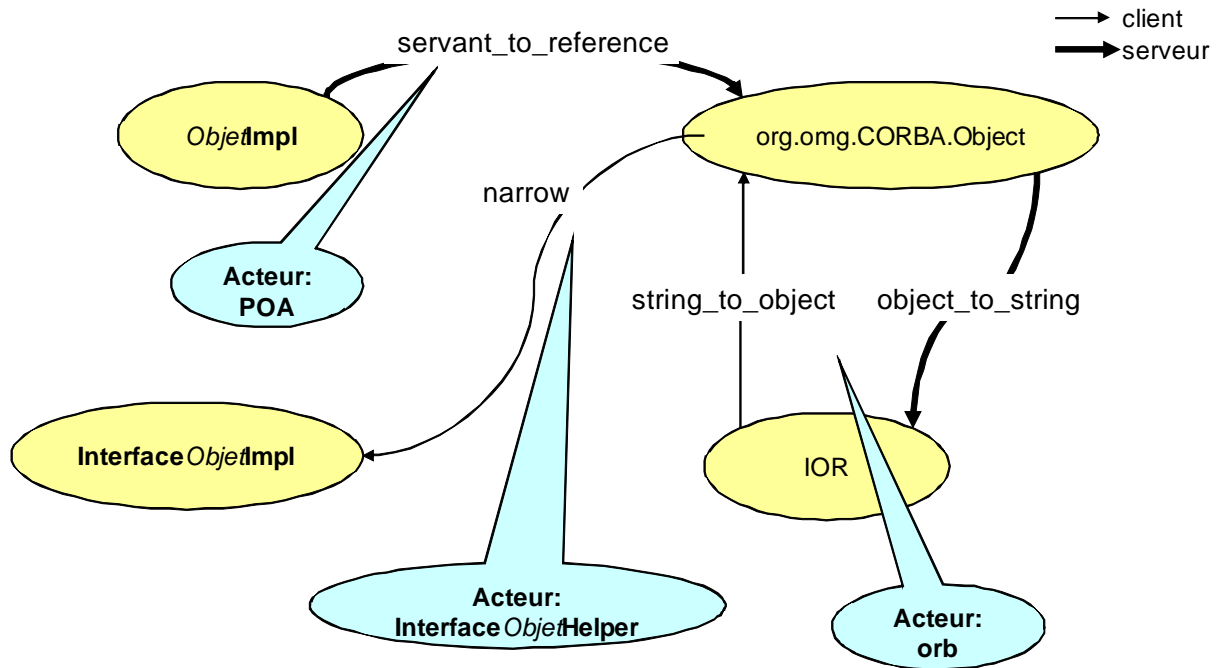 client
servant_to_reference
serveur
ObjetImpl
org.omg.CORBA.Object
narrow
Acteur:
POA
string_to_object
object_to_string
InterfaceObjetImpl
IOR
Acteur:
InterfaceObjetHelper
Acteur:
orb